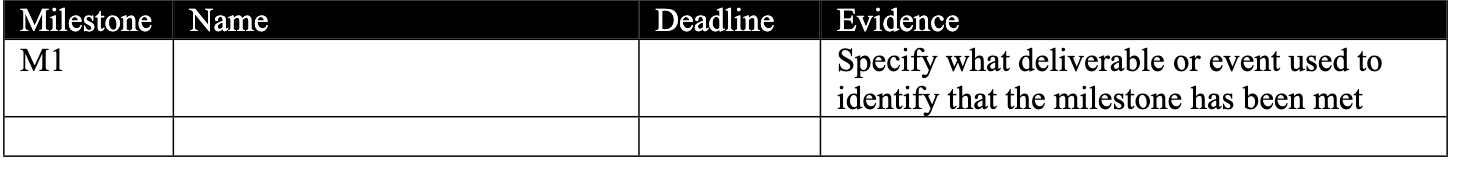 Milestone Name Deadline Evidence
M1 Specify what deliverable or event used to
identify that the milestone has been met